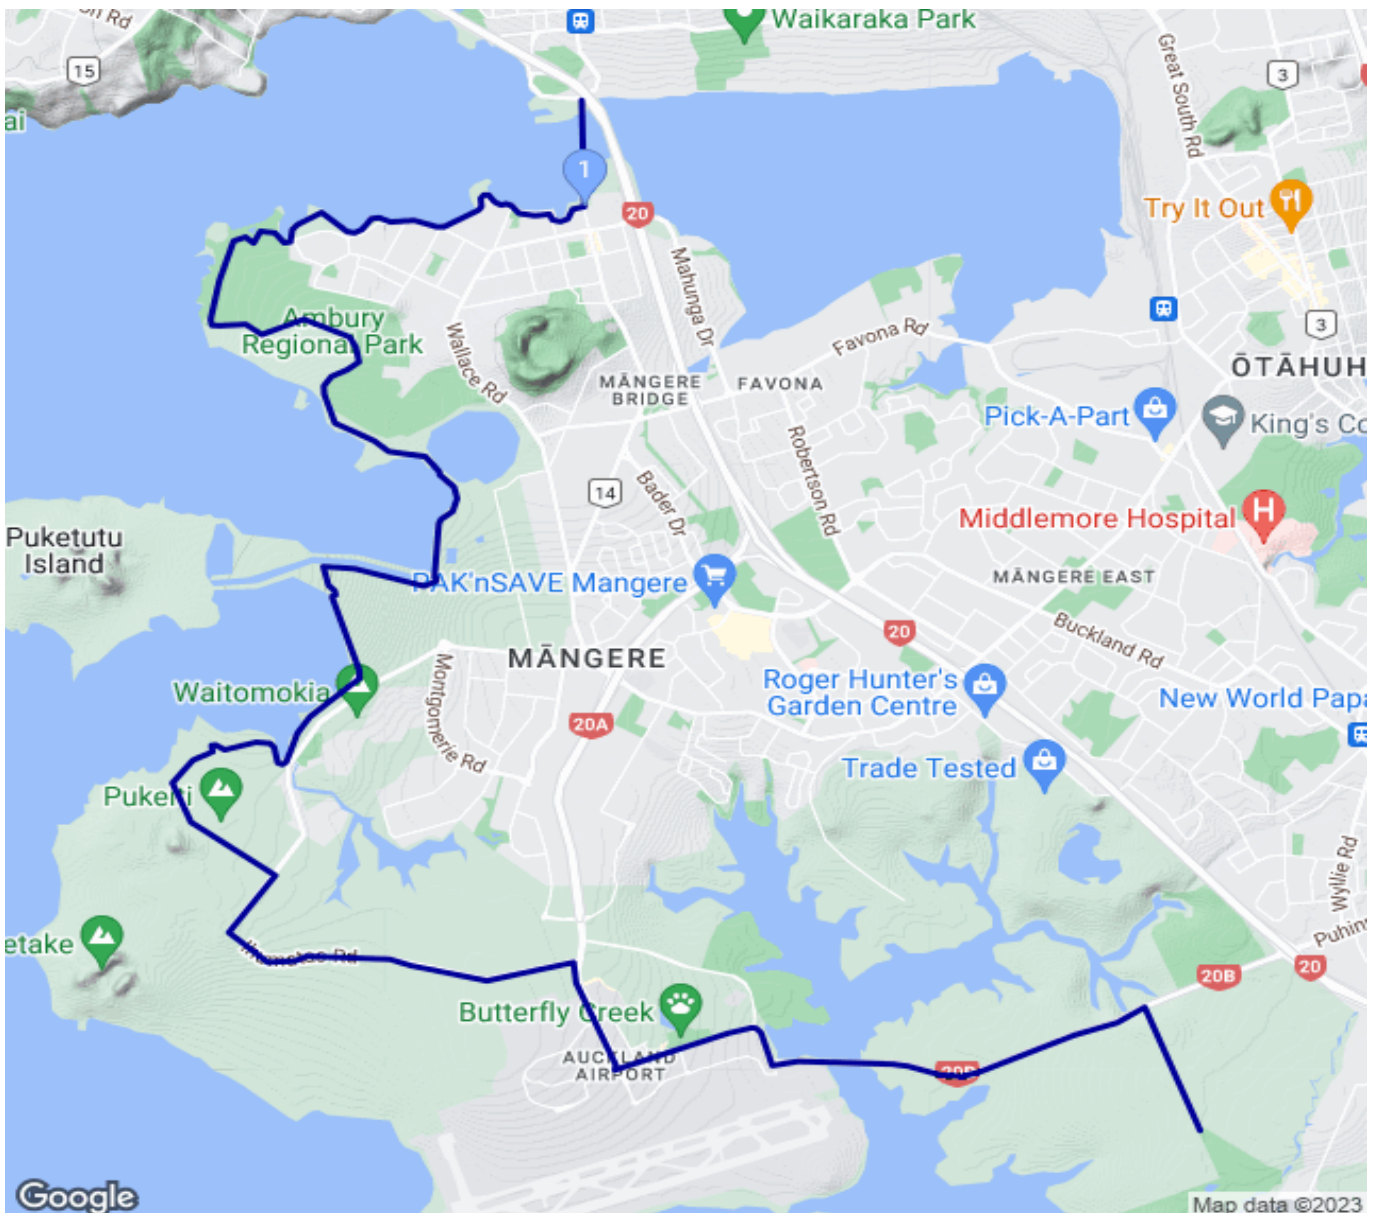 on Rd
Waikaraka Park
15
3
Great South Rd
ai
Try It Out
1
20
Mahunga Dr
3
Ambury
Regional Park
Wallace Rd
Favona Rd
ŌTĀHUH
MĀNGERE
BRIDGE
FAVONA
Pick-A-Part
King's Co
Robertson Rd
14
Bader Dr
Middlemore Hospital
H
Puketutu
Island
PAK'nSAVE Mangere
MĀNGERE EAST
20
Buckland Rd
MĀNGERE
Waitomokia
Montgomerie Rd
Roger Hunter's
Garden Centre
New World Papa
20A
Trade Tested
Pukeiti
Wyllie Rd
Puhinu
etake
20B
20
Butterfly Creek
AUCKLAND
AIRPORT
20B
Google
Map data ©2023